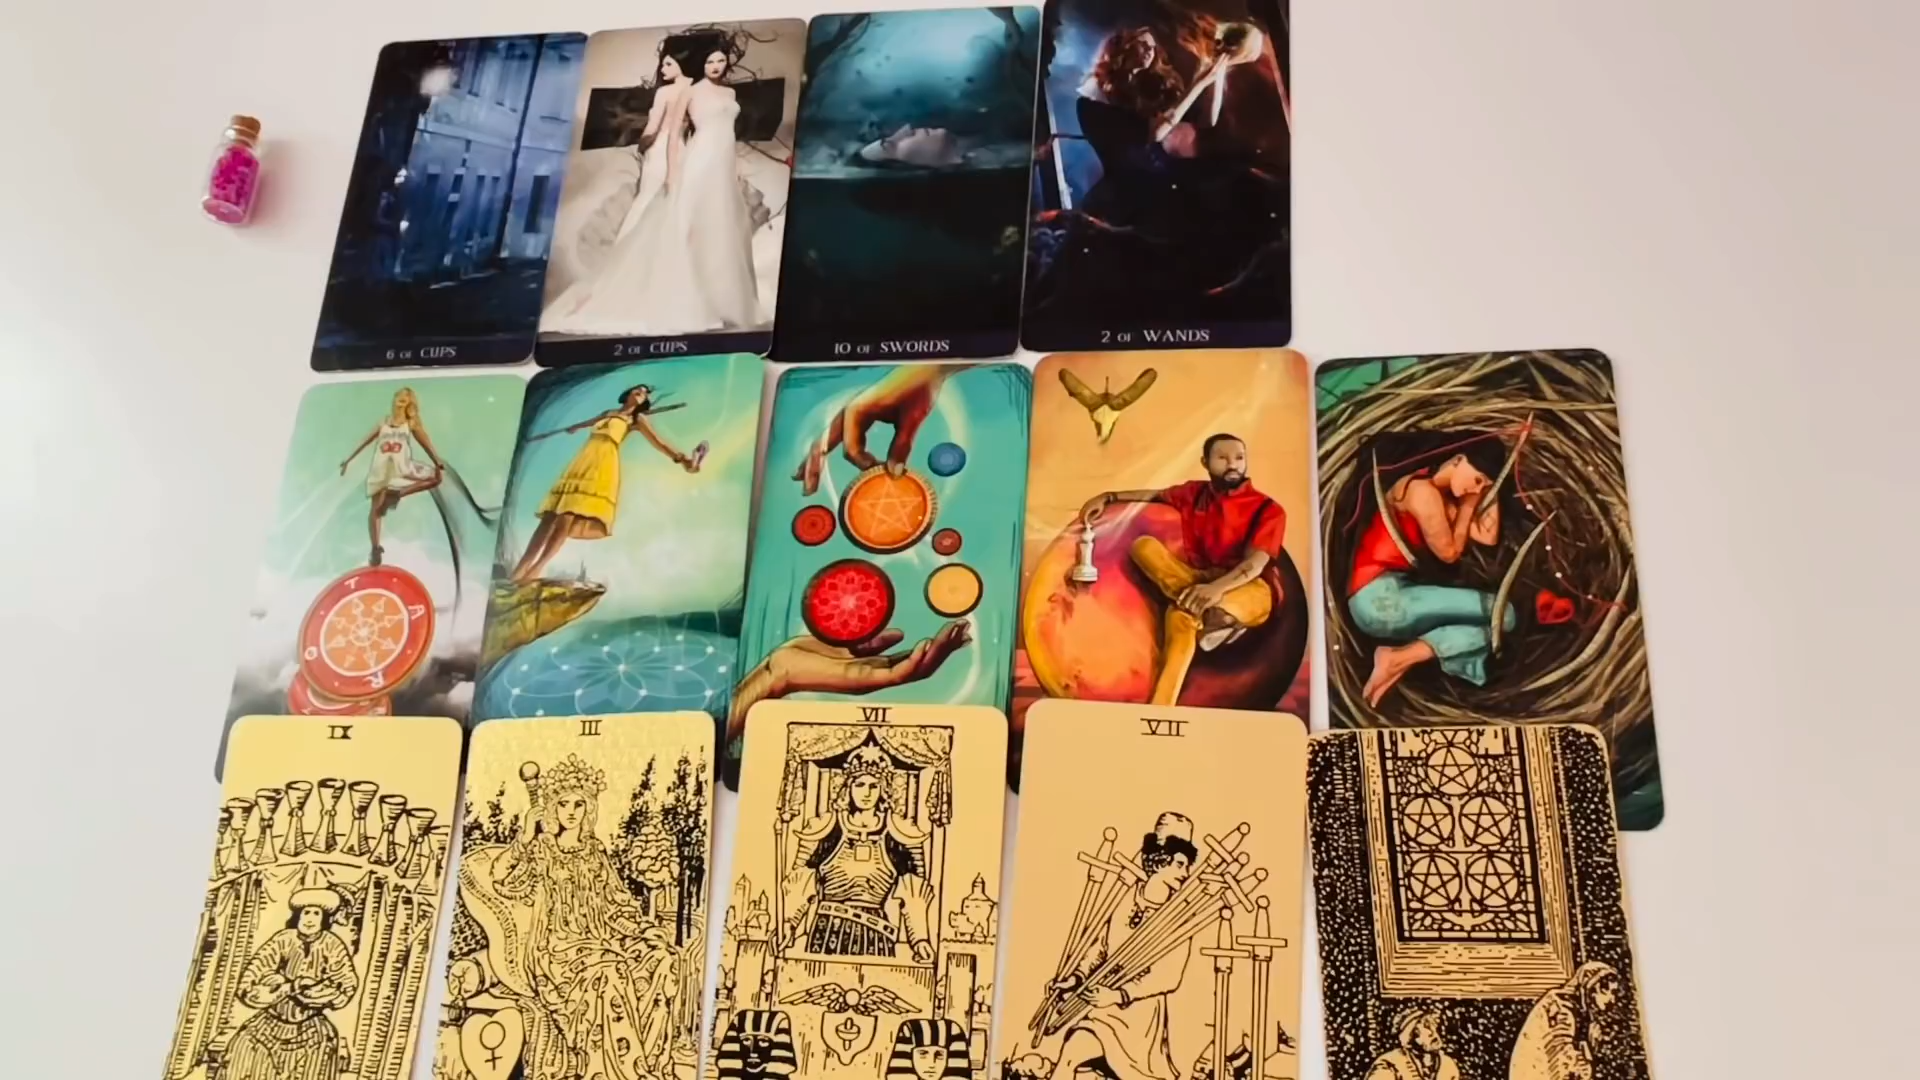 6 OF CUPS
2 OF CUPS
10 OF SWORDS
2 OF WANDS
T
A
R
O
IX
III
VII
VII